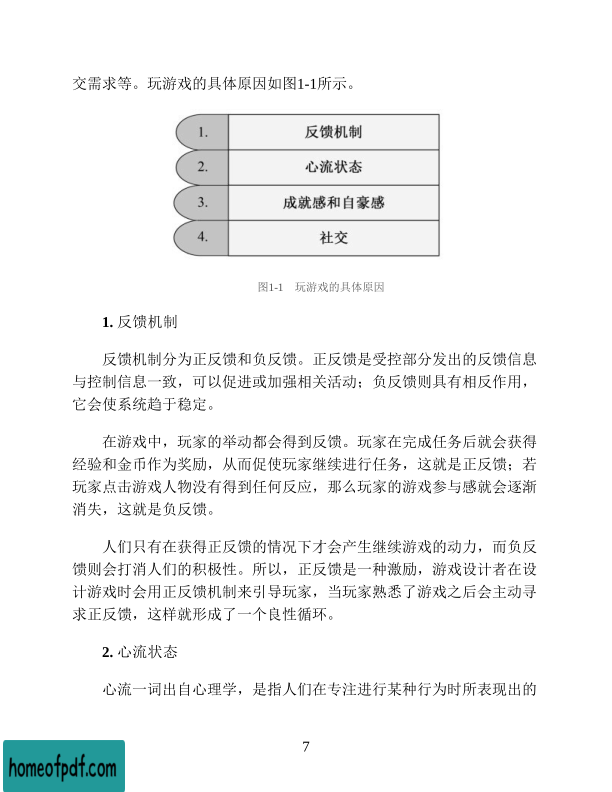 交需求等。玩游戏的具体原因如图1-1所示。
1. 反馈机制
2. 心流状态
3. 成就感和自豪感
4. 社交
图1-1 玩游戏的具体原因
1. 反馈机制
反馈机制分为正反馈和负反馈。正反馈是受控部分发出的反馈信息
与控制信息一致，可以促进或加强相关活动；负反馈则具有相反作用，
它会使系统趋于稳定。
在游戏中，玩家的举动都会得到反馈。玩家在完成任务后就会获得
经验和金币作为奖励，从而促使玩家继续进行任务，这就是正反馈；若
玩家点击游戏人物没有得到任何反应，那么玩家的游戏参与感就会逐渐
消失，这就是负反馈。
人们只有在获得正反馈的情况下才会产生继续游戏的动力，而负反
馈则会打消人们的积极性。所以，正反馈是一种激励，游戏设计者在设
计游戏时会用正反馈机制来引导玩家，当玩家熟悉了游戏之后会主动寻
求正反馈，这样就形成了一个良性循环。
2. 心流状态
心流一词出自心理学，是指人们在专注进行某种行为时所表现出的
7
homeofpdf.com